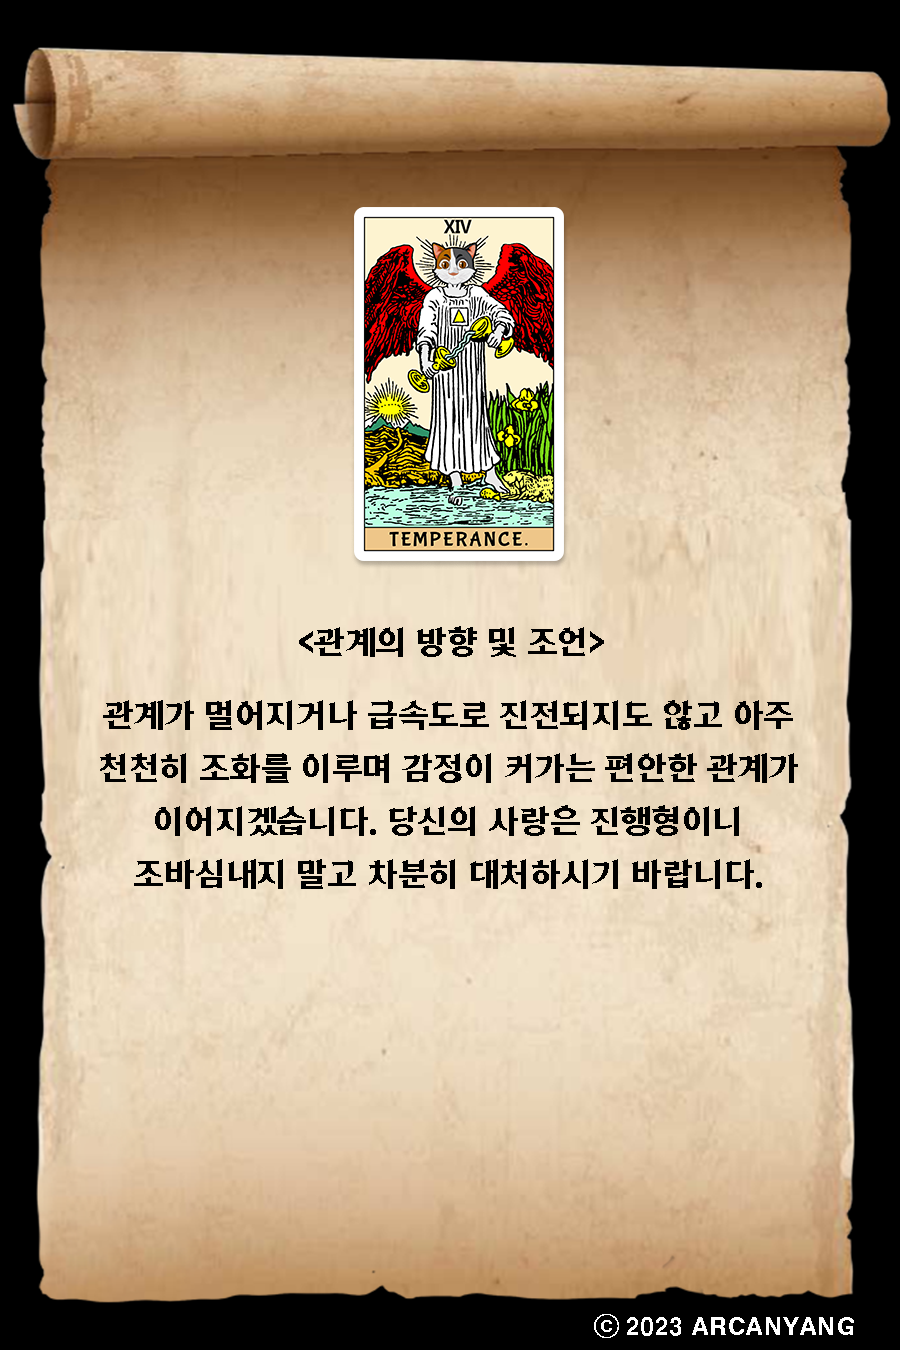 XIV
TEMPERANCE.
<관계의 방향 및 조언>
관계가 멀어지거나 급속도로 진전되지도 않고 아주
천천히 조화를 이루며 감정이 커가는 편안한 관계가
이어지겠습니다. 당신의 사랑은 진행형이니
조바심내지 말고 차분히 대처하시기 바랍니다.
ⓒ 2023 ARCANYANG